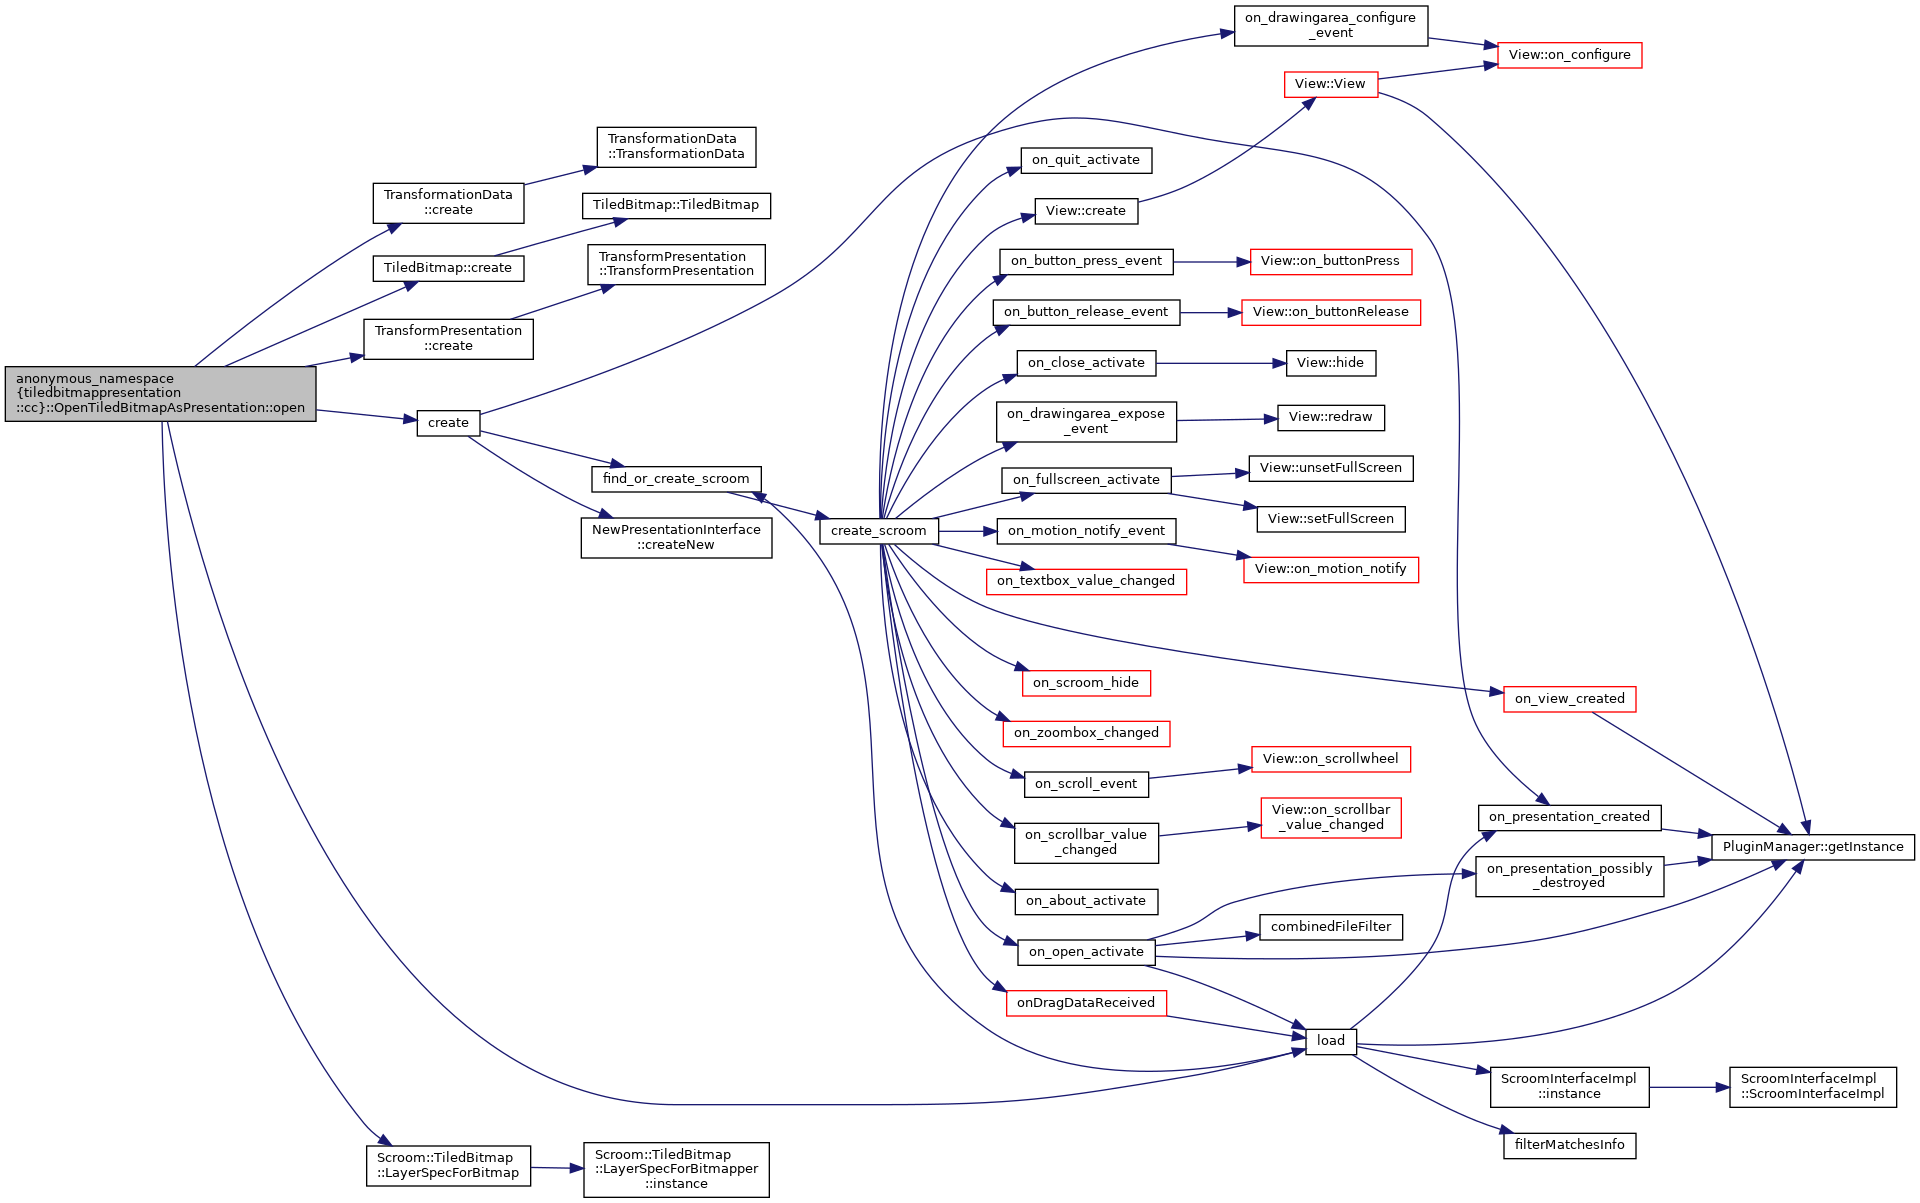 anonymous_namespace
{tiledbitmappresentation
::cc}::OpenTiledBitmapAsPresentation::open
TransformationData
::create
TransformationData
::TransformationData
TiledBitmap::create
TiledBitmap::TiledBitmap
TransformPresentation
::create
TransformPresentation
::TransformPresentation
create
find_or_create_scroom
NewPresentationInterface
::createNew
create_scroom
on_drawingarea_configure
_event
View::on_configure
View::View
on_quit_activate
View::create
on_button_press_event
View::on_buttonPress
on_button_release_event
View::on_buttonRelease
on_close_activate
View::hide
on_drawingarea_expose
_event
View::redraw
on_fullscreen_activate
View::unsetFullScreen
View::setFullScreen
on_motion_notify_event
View::on_motion_notify
on_textbox_value_changed
on_scroom_hide
on_view_created
on_zoombox_changed
on_scroll_event
View::on_scrollwheel
on_scrollbar_value
_changed
View::on_scrollbar
_value_changed
on_presentation_created
PluginManager::getInstance
on_presentation_possibly
_destroyed
on_about_activate
combinedFileFilter
on_open_activate
onDragDataReceived
load
ScroomInterfaceImpl
::instance
ScroomInterfaceImpl
::ScroomInterfaceImpl
filterMatchesInfo
Scroom::TiledBitmap
::LayerSpecForBitmap
Scroom::TiledBitmap
::LayerSpecForBitmapper
::instance